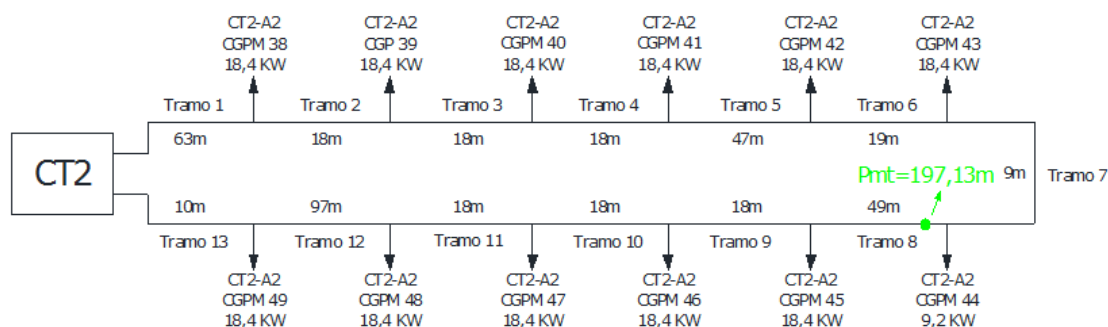 CT2-A2 CT2-A2 CT2-A2 CT2-A2 CT2-A2 CT2-A2
CGPM 38 CGP 39 CGPM 40 CGPM 41 CGPM 42 CGPM 43
18,4 KW 18,4 KW 18,4 KW 18,4 KW 18,4 KW 18,4 KW
Tramo 1 Tramo 2 Tramo 3 Tramo 4 Tramo 5 Tramo 6
63m 18m 18m 18m 47m 19m
CT2
Pmt=197,13m 9m Tramo 7
10m 97m 18m 18m 18m 49m
Tramo 13 Tramo 12 Tramo 11 Tramo 10 Tramo 9 Tramo 8
CT2-A2 CT2-A2 CT2-A2 CT2-A2 CT2-A2 CT2-A2
CGPM 49 CGPM 48 CGPM 47 CGPM 46 CGPM 45 CGPM 44
18,4 KW 18,4 KW 18,4 KW 18,4 KW 18,4 KW 9,2 KW